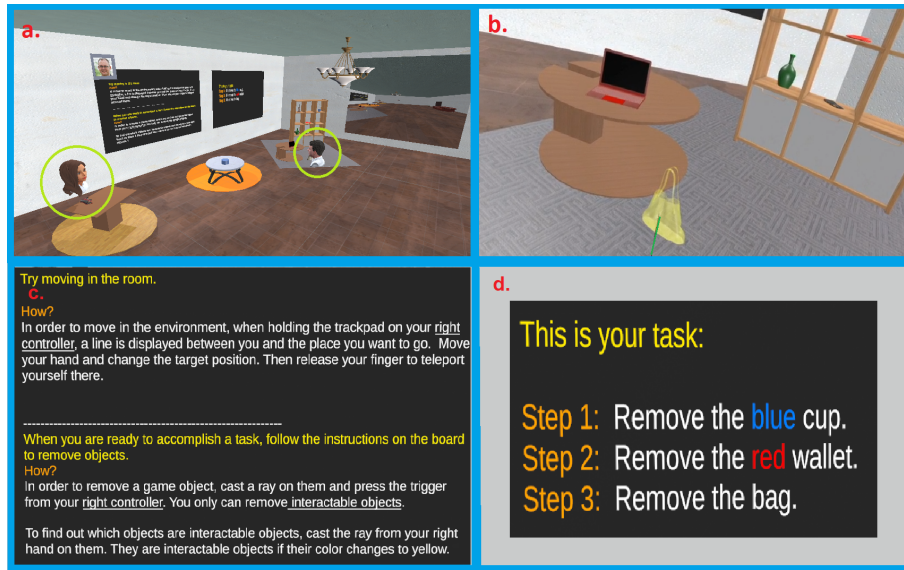 a.
b.
Try moving in the room.
c.
How?
In order to move in the environment, when holding the trackpad on your right
controller, a line is displayed between you and the place you want to go.  Move
your hand and change the target position. Then release your finger to teleport
yourself there.
------------------------------------------------------------
When you are ready to accomplish a task, follow the instructions on the board
to remove objects.
How?
In order to remove a game object, cast a ray on them and press the trigger
from your right controller. You only can remove interactable objects.
To find out which objects are interactable objects, cast the ray from your right
hand on them. They are interactable objects if their color changes to yellow.
d.
This is your task:
Step 1:  Remove the blue cup.
Step 2:  Remove the red wallet.
Step 3:  Remove the bag.